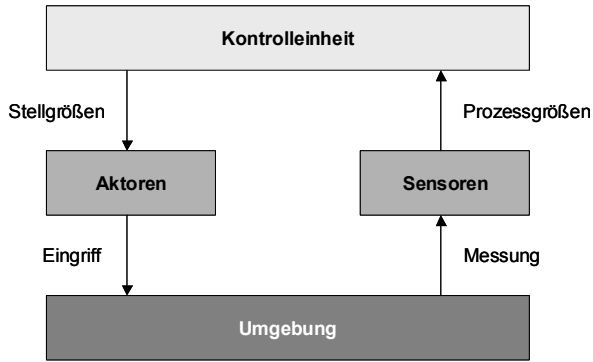 Kontrolleinheit
Stellgrößen
Prozessgrößen
Aktoren
Sensoren
Eingriff
Messung
Umgebung